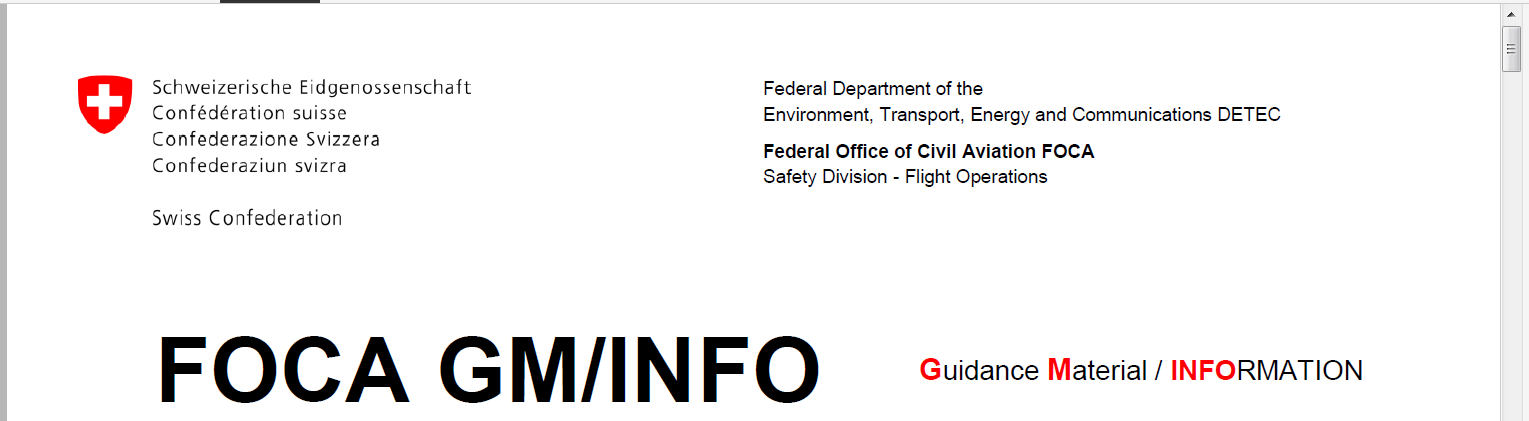 Schweizerische Eidgenossenschaft
Confédération suisse
Confederazione Svizzera
Confederaziun svizra
Swiss Confederation
Federal Department of the
Environment, Transport, Energy and Communications DETEC
Federal Office of Civil Aviation FOCA
Safety Division - Flight Operations
FOCA GM/INFO
Guidance Material / INFORMATION